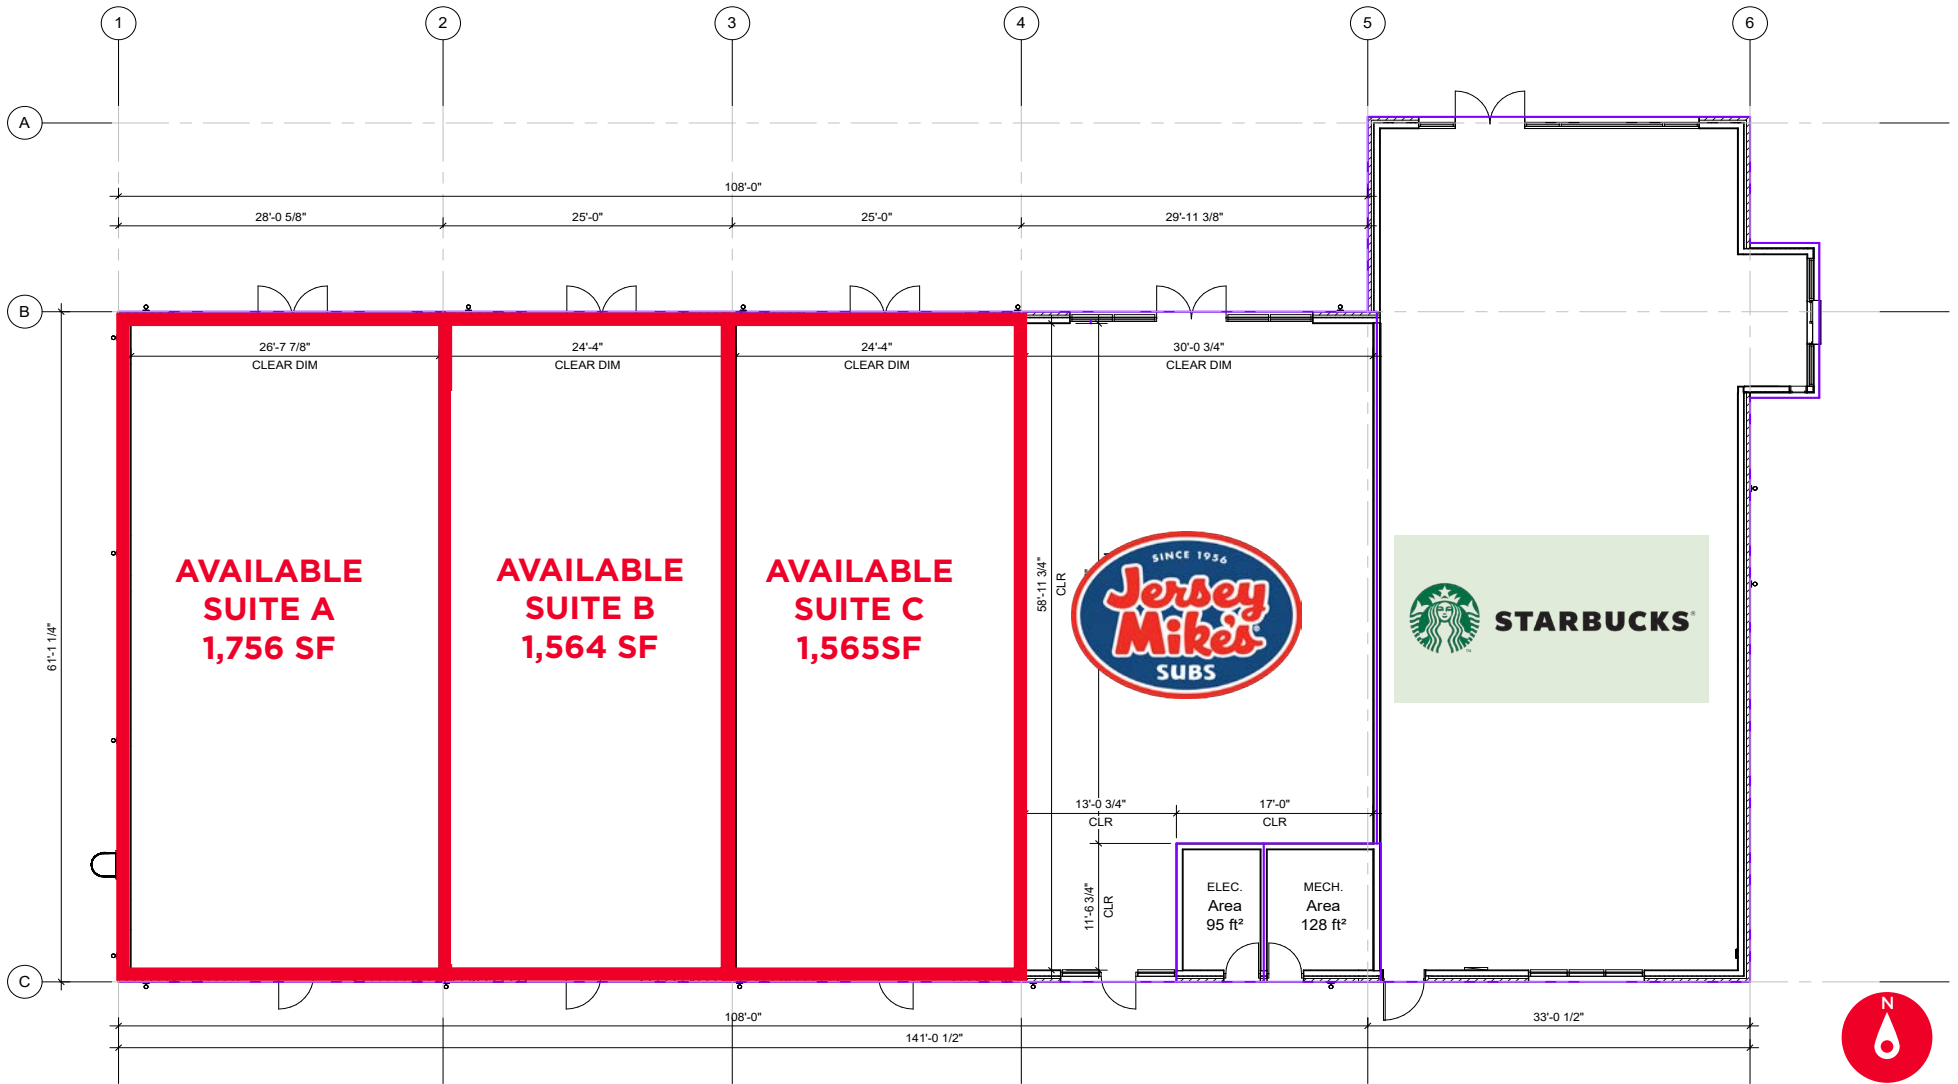 1 2 3 4 5 6
A
108'-0"
28'-0 5/8" 25'-0" 25'-0" 29'-11 3/8"
B
26'-7 7/8" 24'-4" 24'-4" 30'-0 3/4"
CLEAR DIM CLEAR DIM CLEAR DIM CLEAR DIM
61'-1 1/4"
AVAILABLE
SUITE A
1,756 SF
AVAILABLE
SUITE B
1,564 SF
AVAILABLE
SUITE C
1,565SF
58'-11 3/4"
CLR
SINCE 1956
Jersey
Mike's
SUBS
STARBUCKS
13'-0 3/4" 17'-0"
CLR CLR
11'-6 3/4"
CLR
ELEC.
Area
95 ft²
MECH.
Area
128 ft²
C
108'-0" 33'-0 1/2"
141'-0 1/2"
N